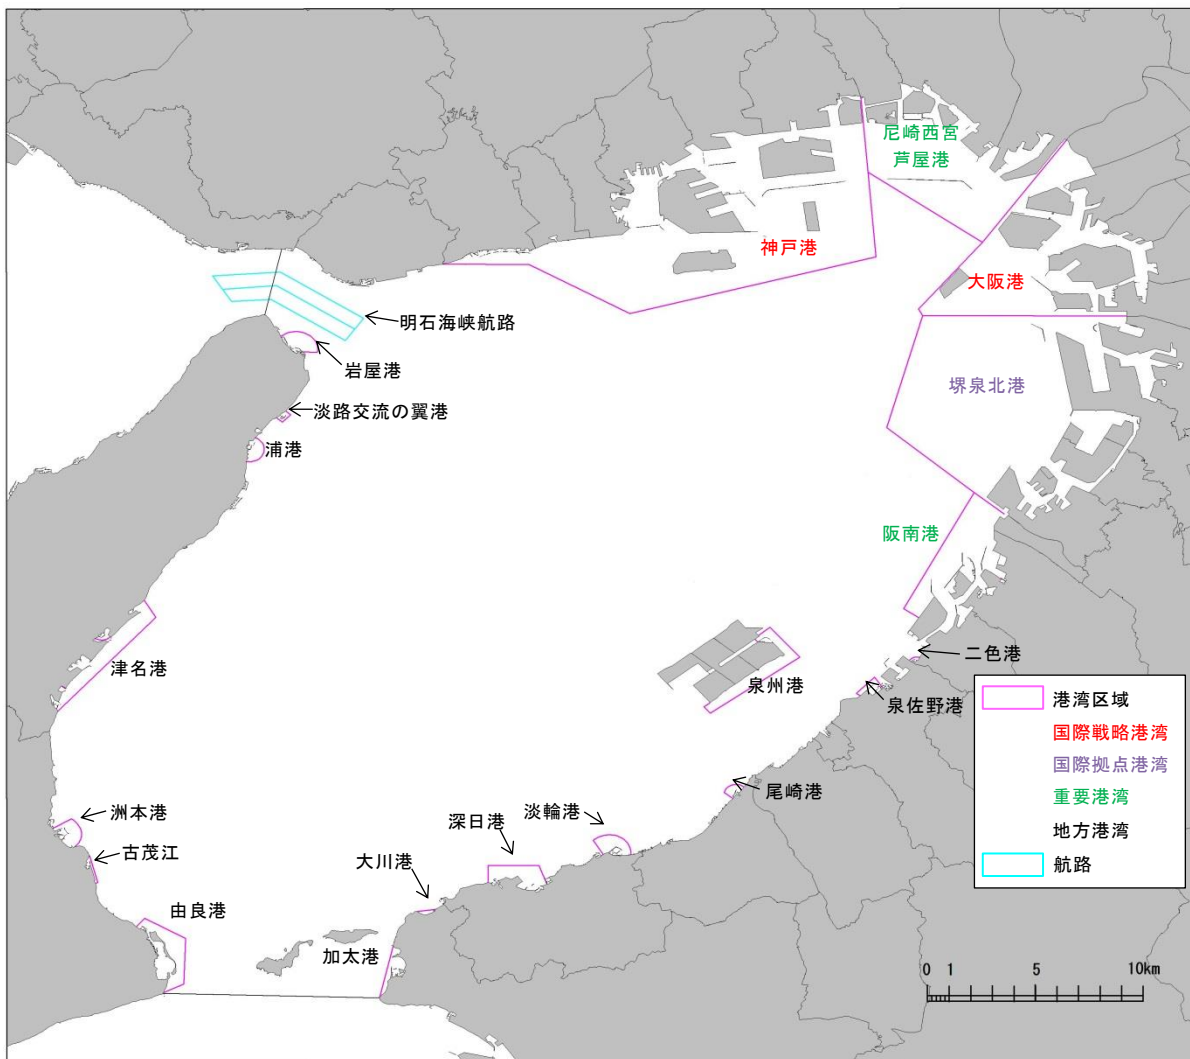 尼崎西宮
芦屋港
神戸港
大阪港
明石海峡航路
岩屋港
堺泉北港
淡路交流の翼港
浦港
阪南港
二色港
津名港
泉州港
泉佐野港
港湾区域
国際戦略港湾
国際拠点港湾
重要港湾
地方港湾
航路
尾崎港
洲本港
淡輪港
深日港
古茂江
大川港
由良港
加太港
0 1 5 10km